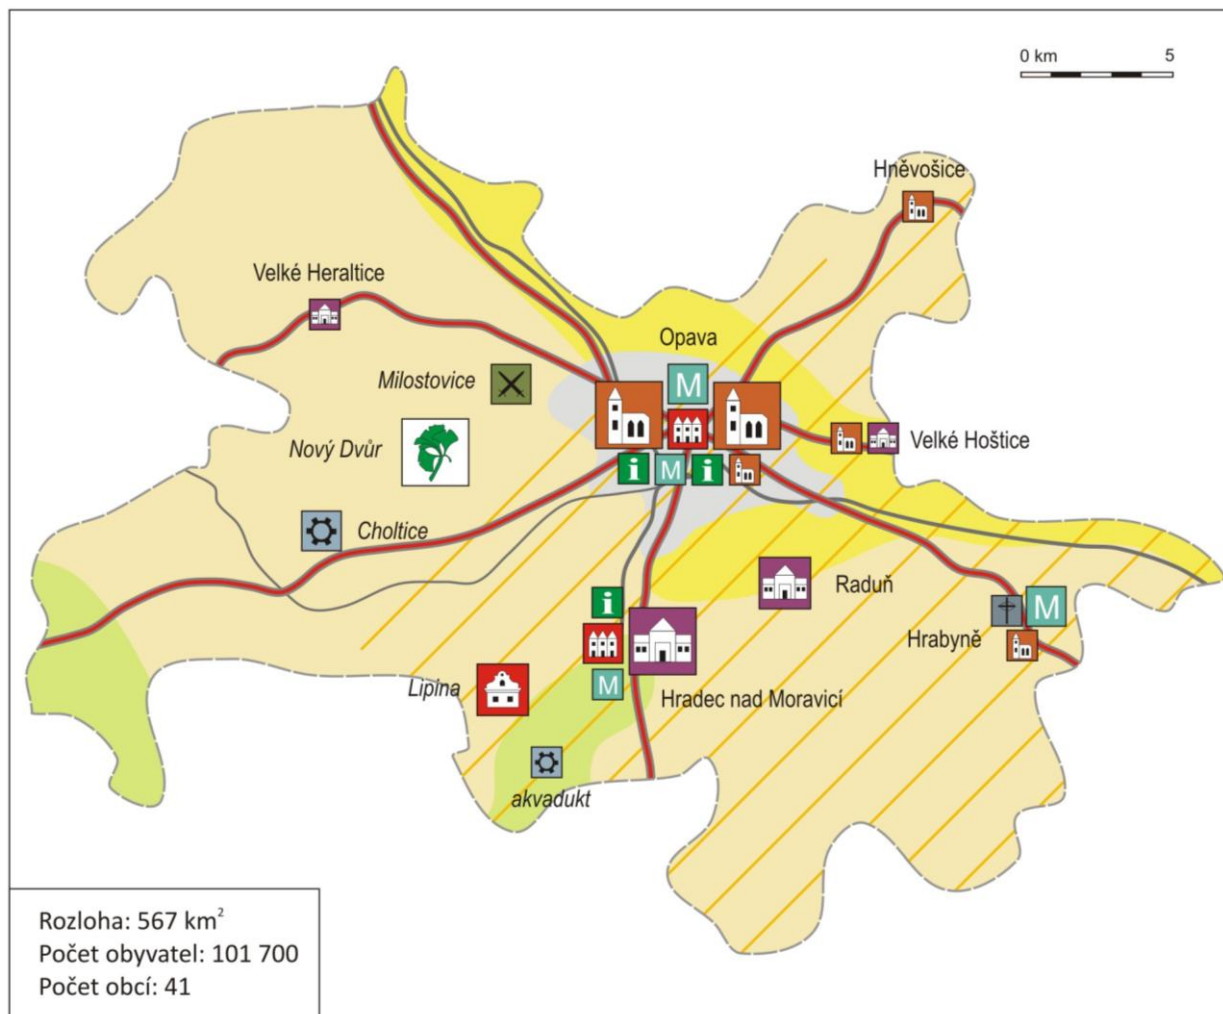 0 km 5
Hněvošice
Velké Heraltice
Opava
Milostovice
M
Nový Dvůr
Velké Hoštice
i M i
Choltice
Raduň
i
M
Hrabyně
Lipina
M
Hradec nad Moravicí
akvadukt
Rozloha: 567 km²
Počet obyvatel: 101 700
Počet obcí: 41